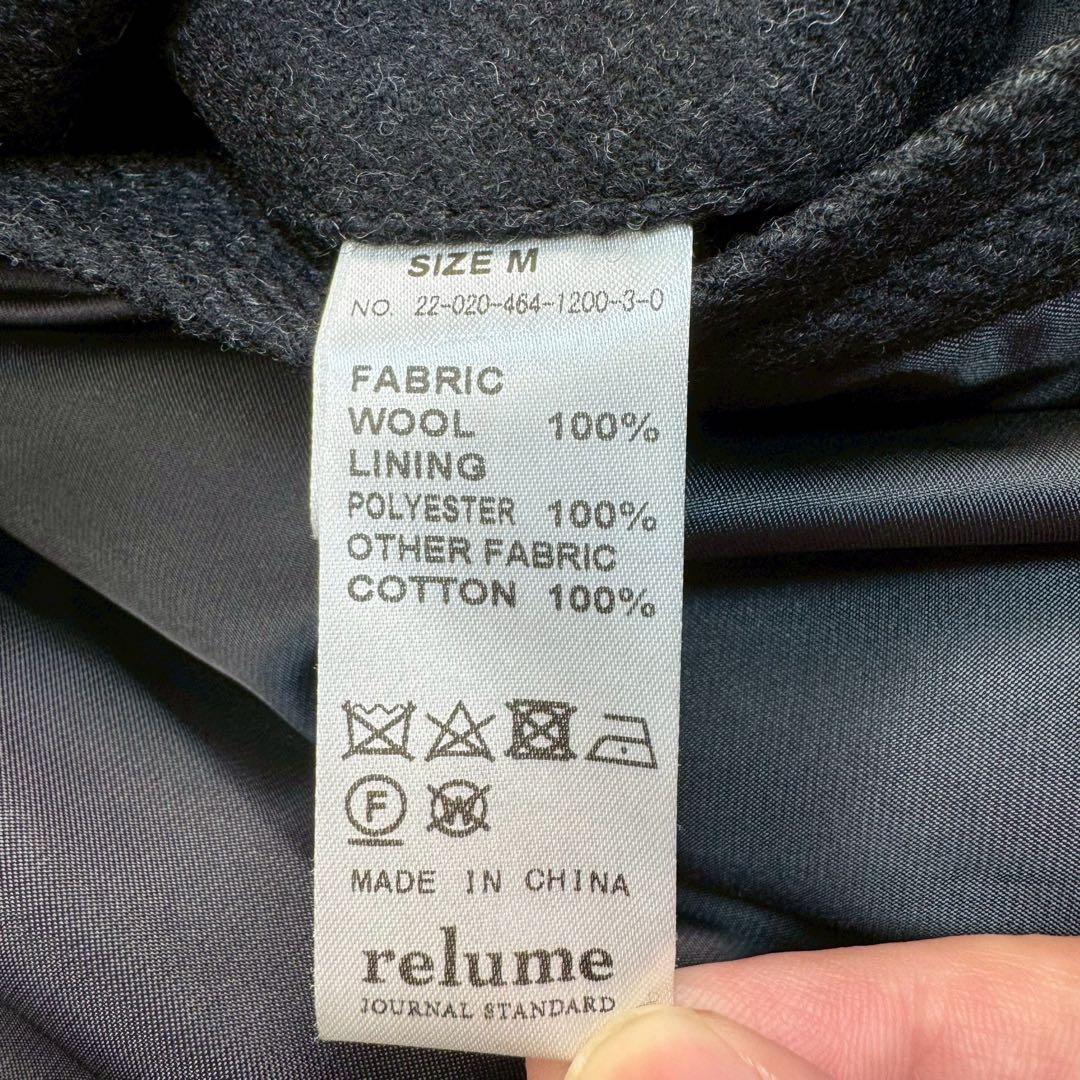 SIZE M
NO. 22-020-464-1200-3-0
FABRIC
WOOL 100%
LINING
POLYESTER 100%
OTHER FABRIC
COTTON 100%
F W
MADE IN CHINA
relume
JOURNAL STANDARD